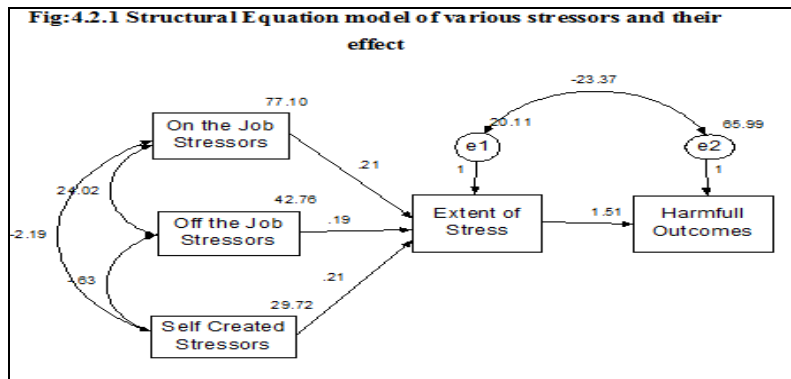 Fig:4.2.1 Structural Equation model of various stressors and their
effect
-23.37
77.10
20.11
65.99
On the Job
Stressors
e1
e2
.21
1
1
24.02
42.76
Off the Job
Stressors
.19
Extent of
Stress
1.51
Harmfull
Outcomes
-2.19
.63
.21
29.72
Self Created
Stressors